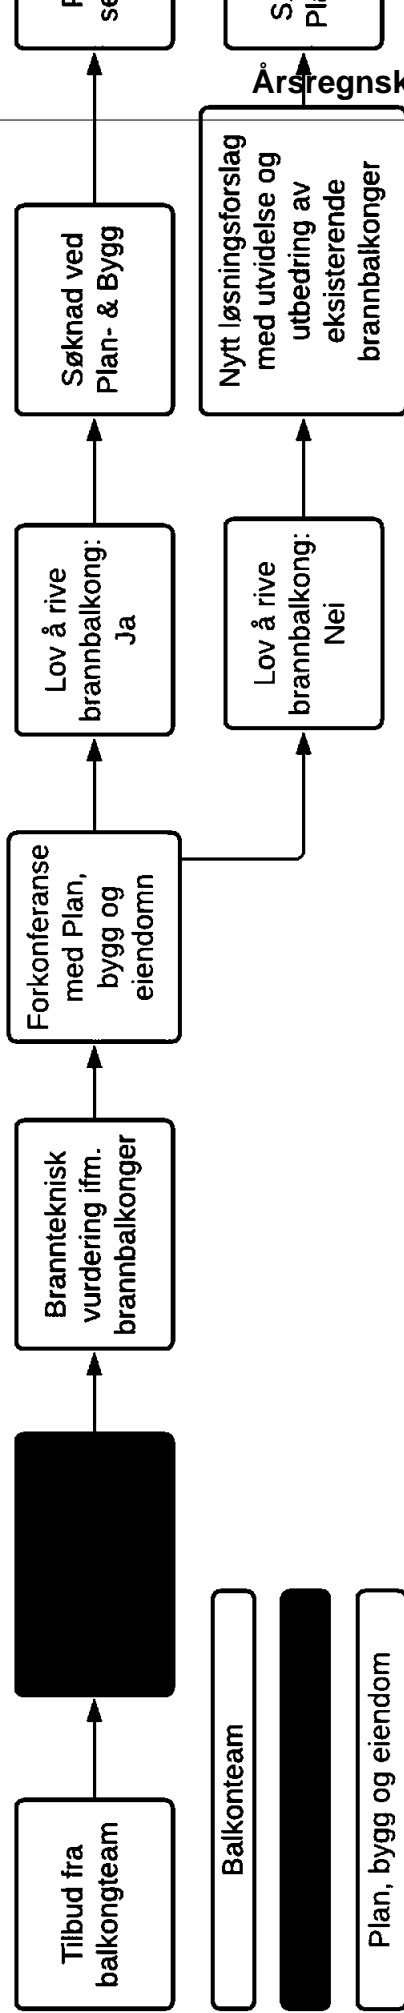 Årsregnsk
Tilbud fra
balkongteam
Brannteknisk
vurdering ifm.
brannbalkonger
Forkonferanse
med Plan,
bygg og
eiendomn
Lov å rive
brannbalkong:
Ja
Søknad ved
Plan- & Bygg
Lov å rive
brannbalkong:
Nei
Nytt løsningsforslag
med utvidelse og
utbedring av
eksisterende
brannbalkonger
Balkonteam
Plan, bygg og eiendom